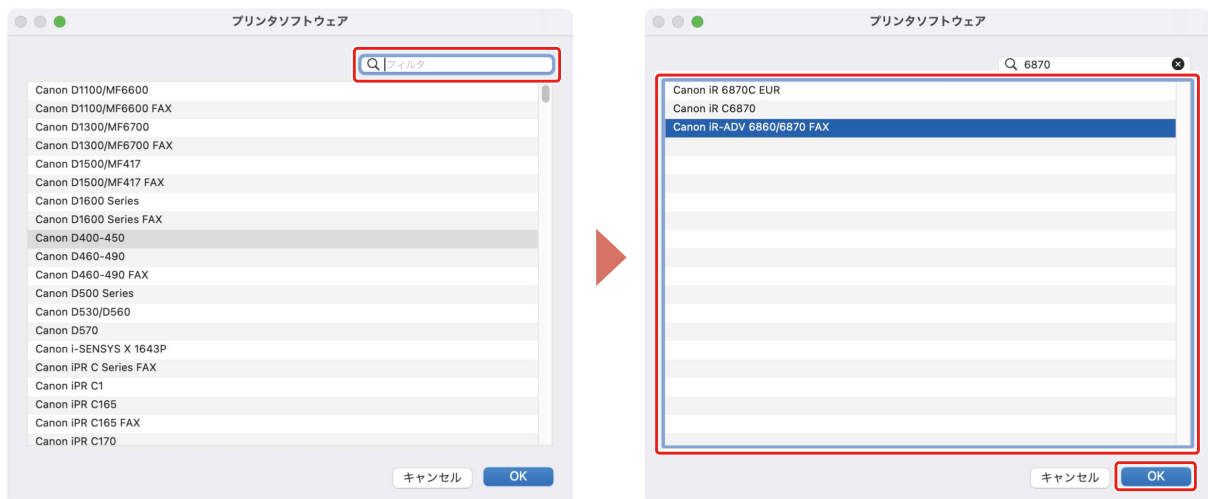 プリンタソフトウェア
フィルタ
Canon D1100/MF6600
Canon D1100/MF6600 FAX
Canon D1300/MF6700
Canon D1300/MF6700 FAX
Canon D1500/MF417
Canon D1500/MF417 FAX
Canon D1600 Series
Canon D1600 Series FAX
Canon D400-450
Canon D460-490
Canon D460-490 FAX
Canon D500 Series
Canon D530/D560
Canon D570
Canon i-SENSYS X 1643P
Canon iPR C Series FAX
Canon iPR C1
Canon iPR C165
Canon iPR C165 FAX
Canon iPR C170
キャンセル OK
プリンタソフトウェア
6870
Canon iR 6870C EUR
Canon iR C6870
Canon iR-ADV 6860/6870 FAX
キャンセル OK